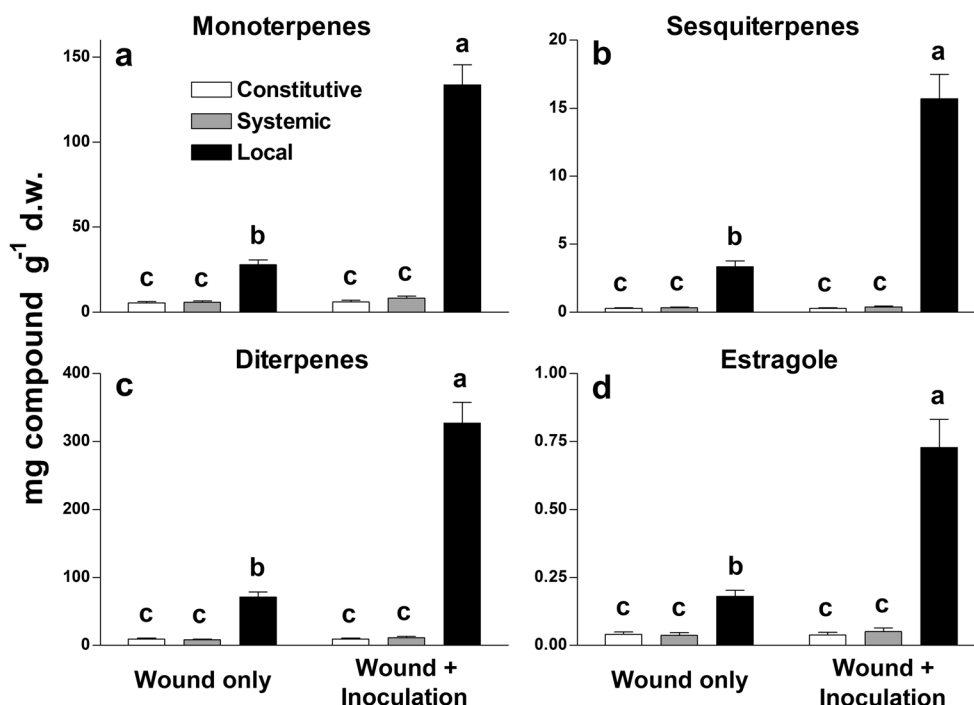 mg compound g-1 d.w.
Monoterpenes
a
150
100
50
0
Constitutive
Systemic
Local
c
c
b
c
c
a
Sesquiterpenes
b
20
15
10
5
0
c
c
b
c
c
a
Diterpenes
c
400
300
200
100
0
c
c
b
c
c
a
Wound only
Wound +
Inoculation
Estragole
d
1.00
0.75
0.50
0.25
0.00
c
c
b
c
c
a
Wound only
Wound +
Inoculation